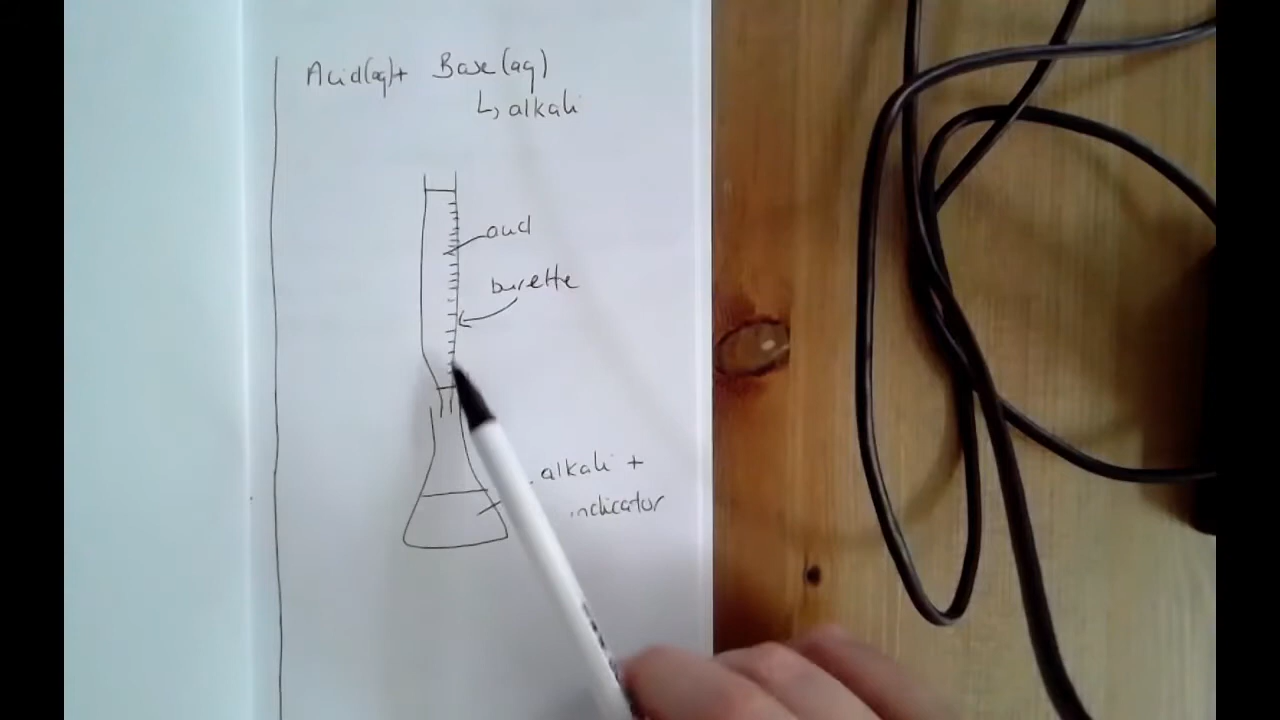 Acid(aq)+ Base(aq)
↳ alkali
acid
burette
alkali +
indicator